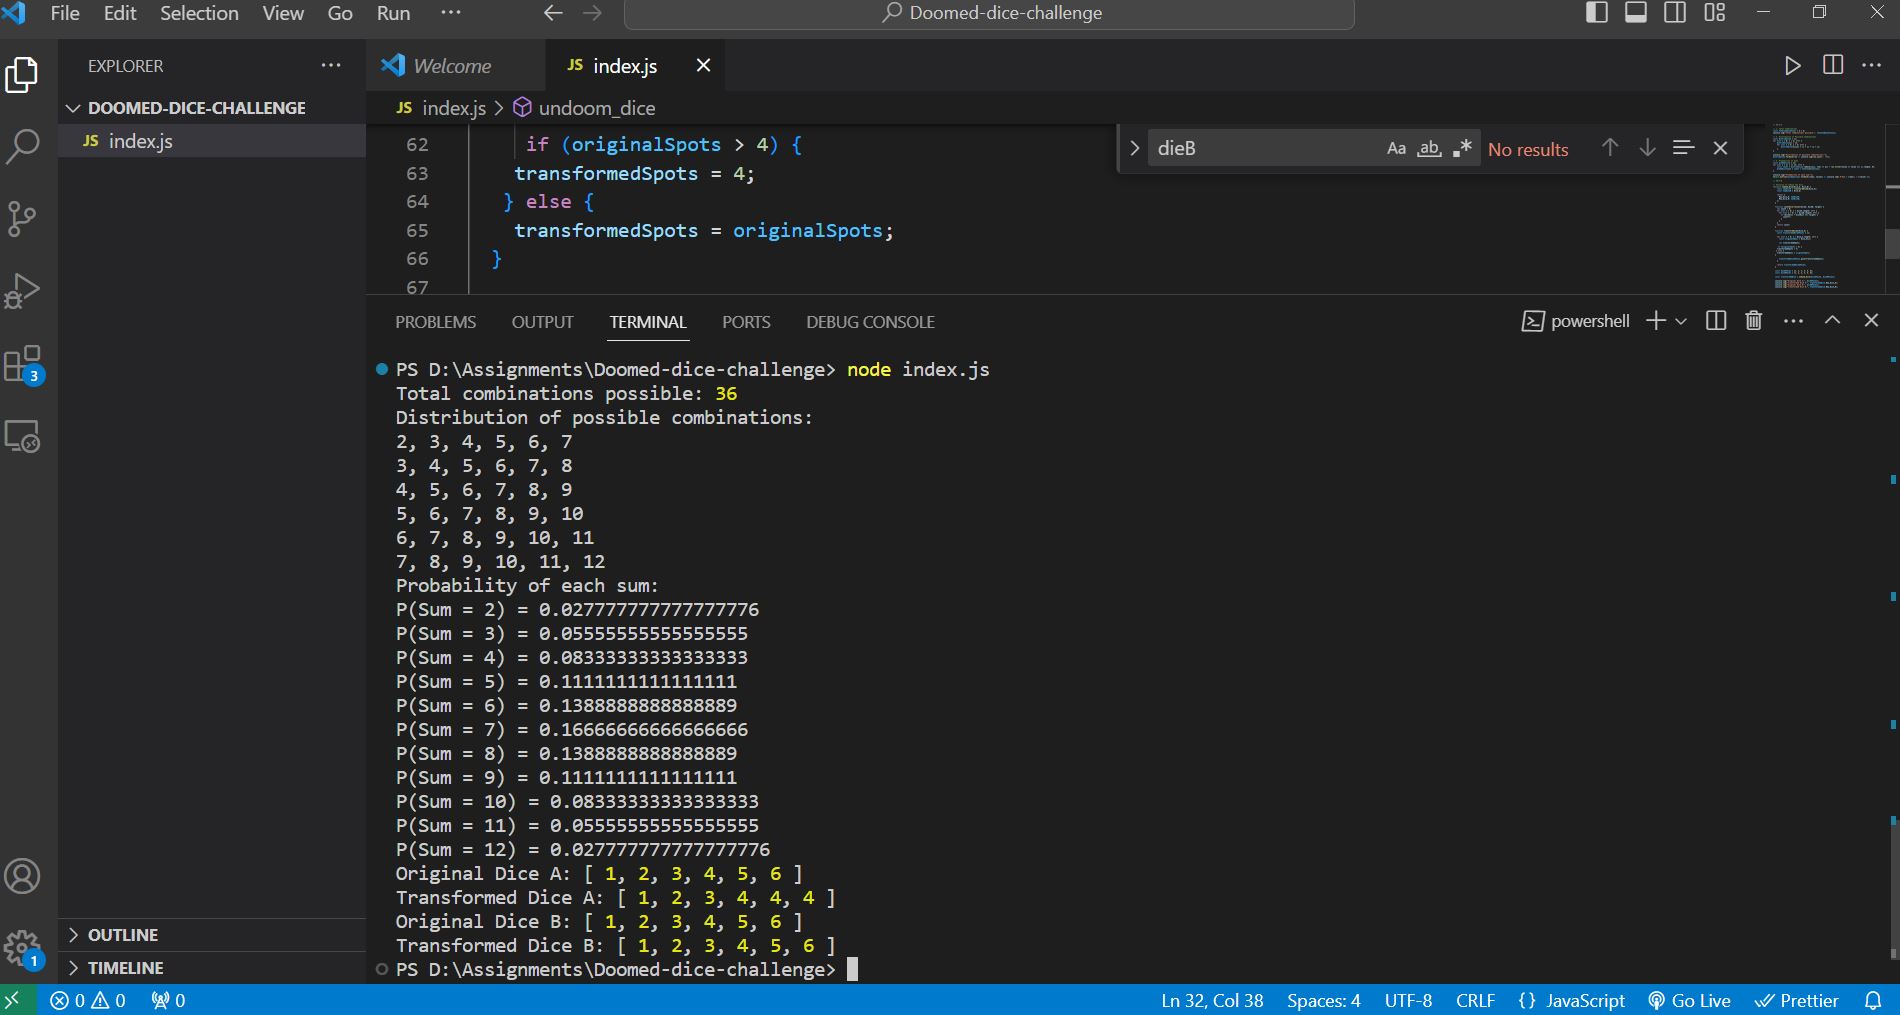 File Edit Selection View Go Run ··· Doomed-dice-challenge
EXPLORER ···
DOOMED-DICE-CHALLENGE
JS index.js
3
1
OUTLINE
TIMELINE
Welcome JS index.js
JS index.js > undoom_dice
62 if (originalSpots > 4) {
63 transformedSpots = 4;
64 } else {
65 transformedSpots = originalSpots;
66 }
67
dieB Aa ab .* No results
PROBLEMS OUTPUT TERMINAL PORTS DEBUG CONSOLE powershell
PS D:\Assignments\Doomed-dice-challenge> node index.js
Total combinations possible: 36
Distribution of possible combinations:
2, 3, 4, 5, 6, 7
3, 4, 5, 6, 7, 8
4, 5, 6, 7, 8, 9
5, 6, 7, 8, 9, 10
6, 7, 8, 9, 10, 11
7, 8, 9, 10, 11, 12
Probability of each sum:
P(Sum = 2) = 0.027777777777777776
P(Sum = 3) = 0.05555555555555555
P(Sum = 4) = 0.08333333333333333
P(Sum = 5) = 0.1111111111111111
P(Sum = 6) = 0.1388888888888889
P(Sum = 7) = 0.16666666666666666
P(Sum = 8) = 0.1388888888888889
P(Sum = 9) = 0.1111111111111111
P(Sum = 10) = 0.08333333333333333
P(Sum = 11) = 0.05555555555555555
P(Sum = 12) = 0.027777777777777776
Original Dice A: [ 1, 2, 3, 4, 5, 6 ]
Transformed Dice A: [ 1, 2, 3, 4, 4, 4 ]
Original Dice B: [ 1, 2, 3, 4, 5, 6 ]
Transformed Dice B: [ 1, 2, 3, 4, 5, 6 ]
PS D:\Assignments\Doomed-dice-challenge>
0 0 0 Ln 32, Col 38 Spaces: 4 UTF-8 CRLF {} JavaScript Go Live Prettier